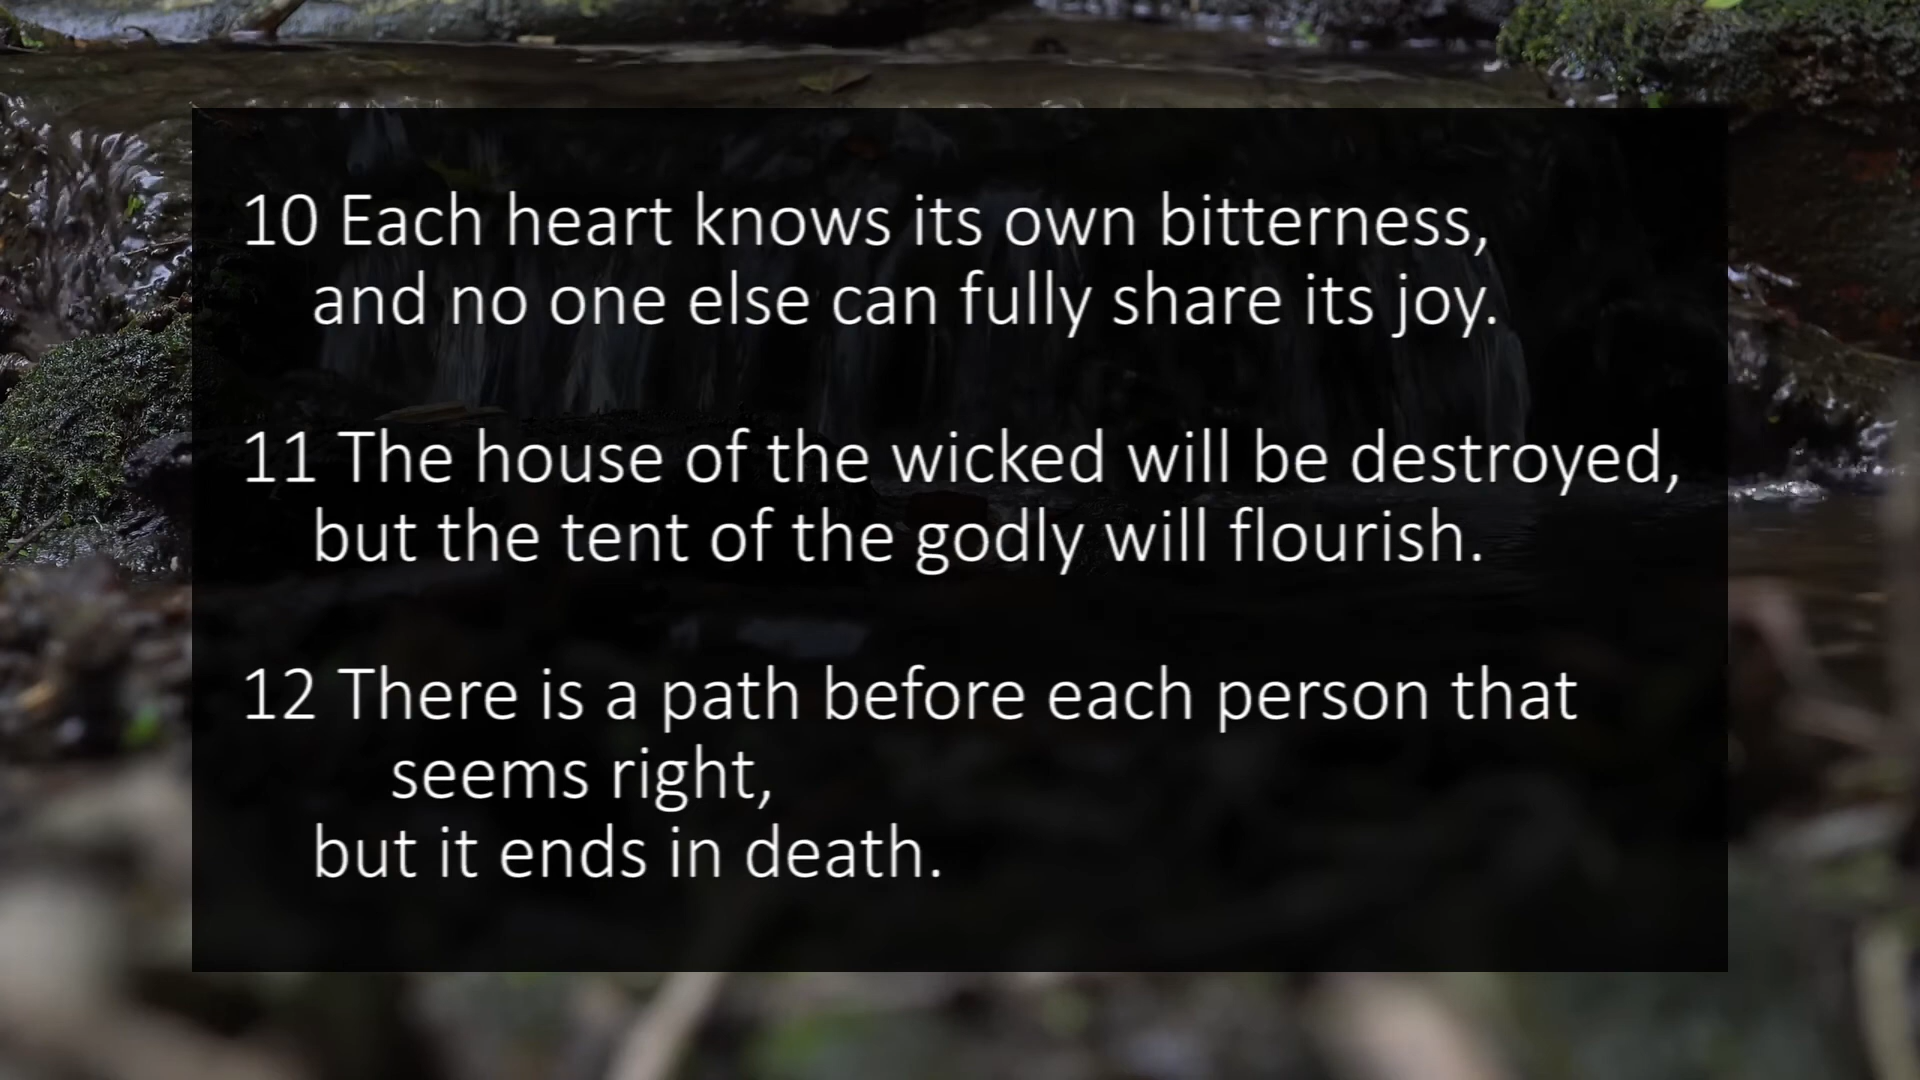 10 Each heart knows its own bitterness,
and no one else can fully share its joy.
11 The house of the wicked will be destroyed,
but the tent of the godly will flourish.
12 There is a path before each person that
seems right,
but it ends in death.